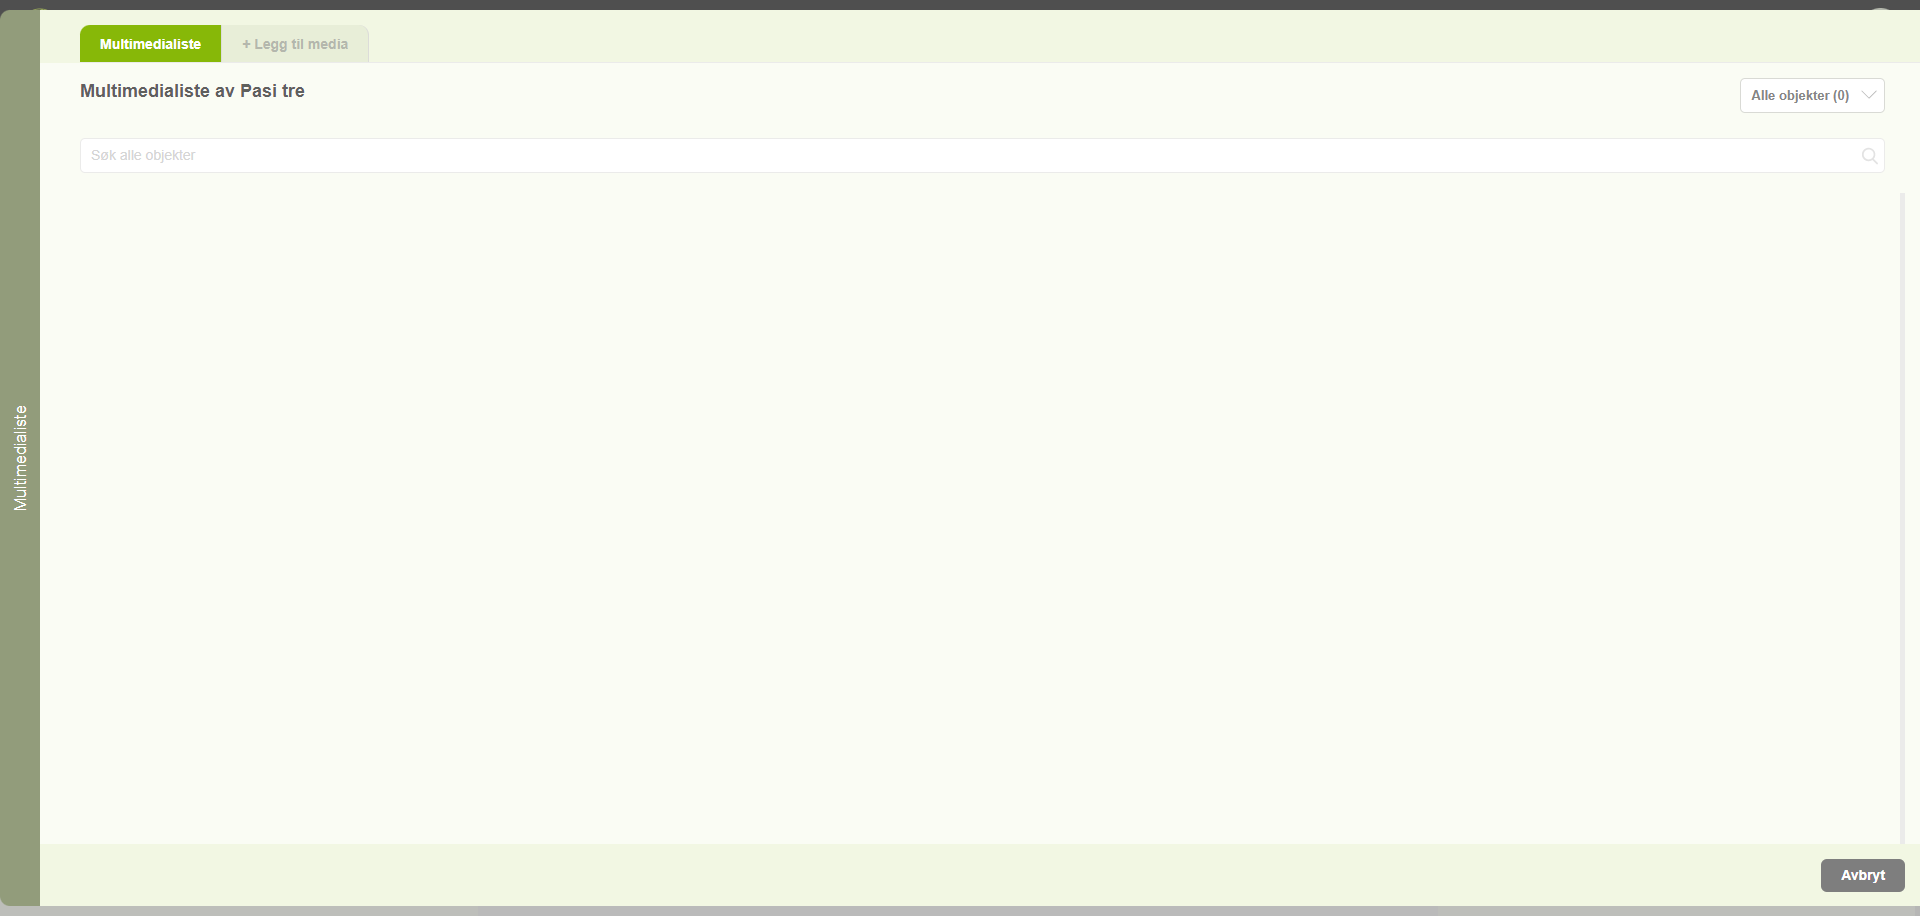 Multimedialiste
+ Legg til media
Multimedialiste av Pasi tre
Alle objekter (0)
Søk alle objekter
Multimedialiste
Avbryt